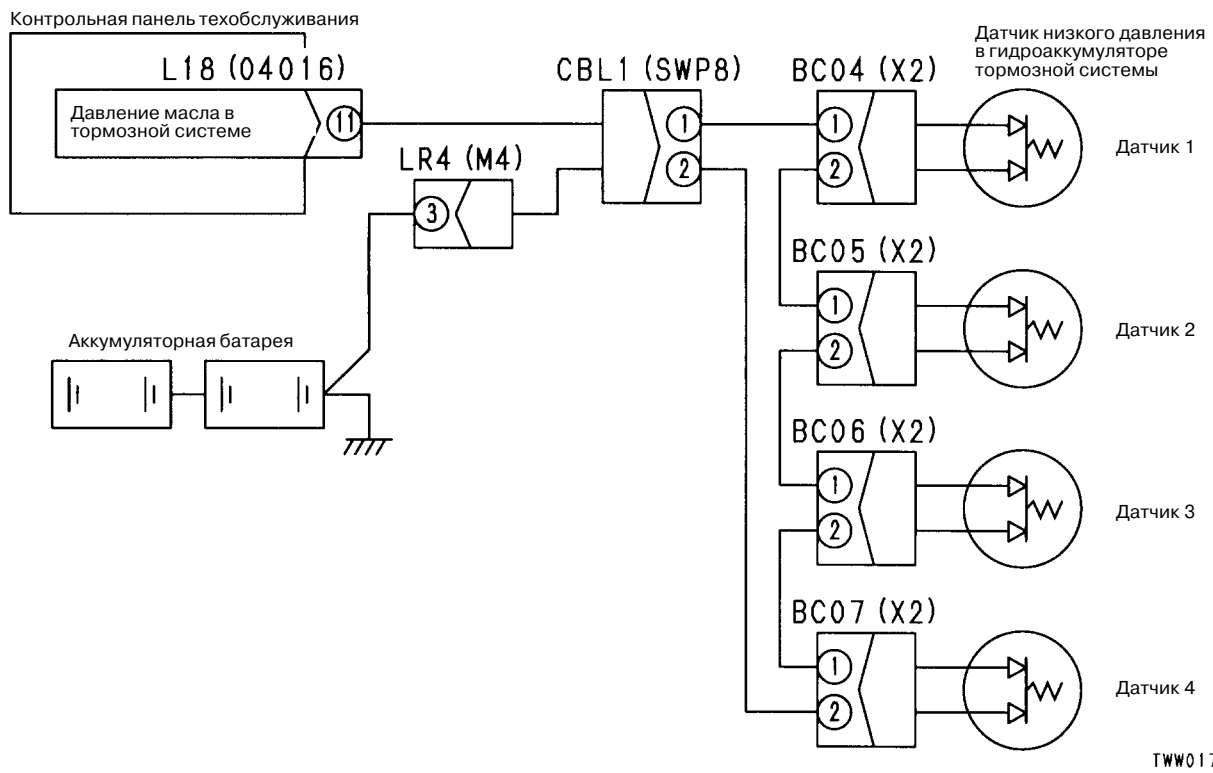 Контрольная панель техобслуживания
L18 (04016)
Давление масла в
тормозной системе
11
CBL1 (SWP8)
1
2
LR4 (M4)
3
Аккумуляторная батарея
BC04 (X2)
1
2
Датчик низкого давления
в гидроаккумуляторе
тормозной системы
Датчик 1
BC05 (X2)
1
2
Датчик 2
BC06 (X2)
1
2
Датчик 3
BC07 (X2)
1
2
Датчик 4
TWW017